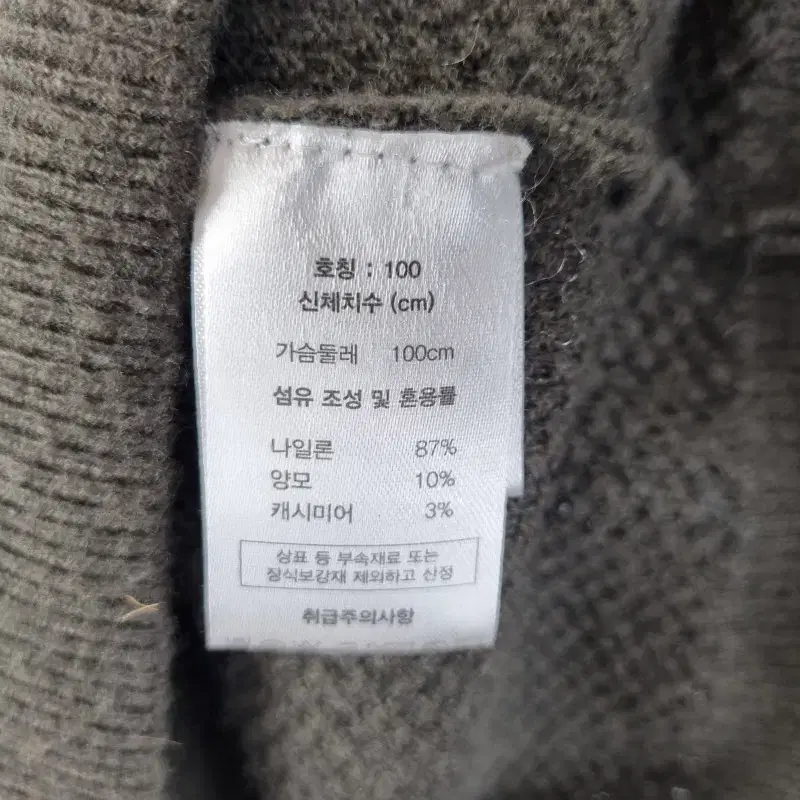 호칭 : 100
신체치수 (cm)
가슴둘레 100cm
섬유 조성 및 혼용률
나일론 87%
양모 10%
캐시미어 3%
상표 등 부속재료 또는
장식보강재 제외하고 산정
취급주의사항